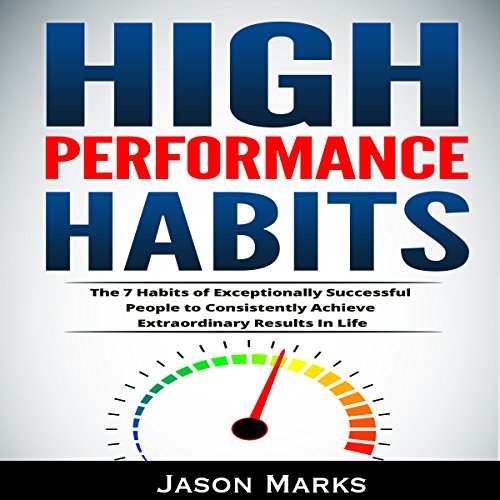 HIGH
PERFORMANCE
HABITS
The 7 Habits of Exceptionally Successful
People to Consistently Achieve
Extraordinary Results In Life
Jason Marks